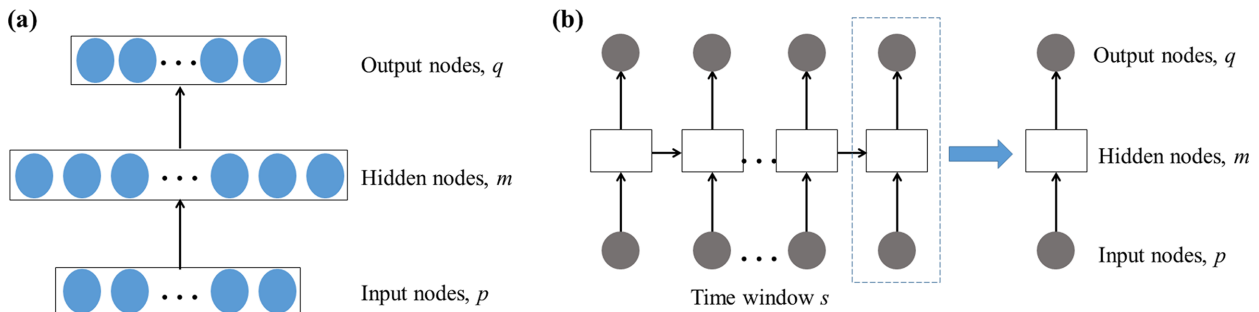 (a)
Output nodes, q
Hidden nodes, m
Input nodes, p
(b)
Output nodes, q
Hidden nodes, m
Input nodes, p
Time window s